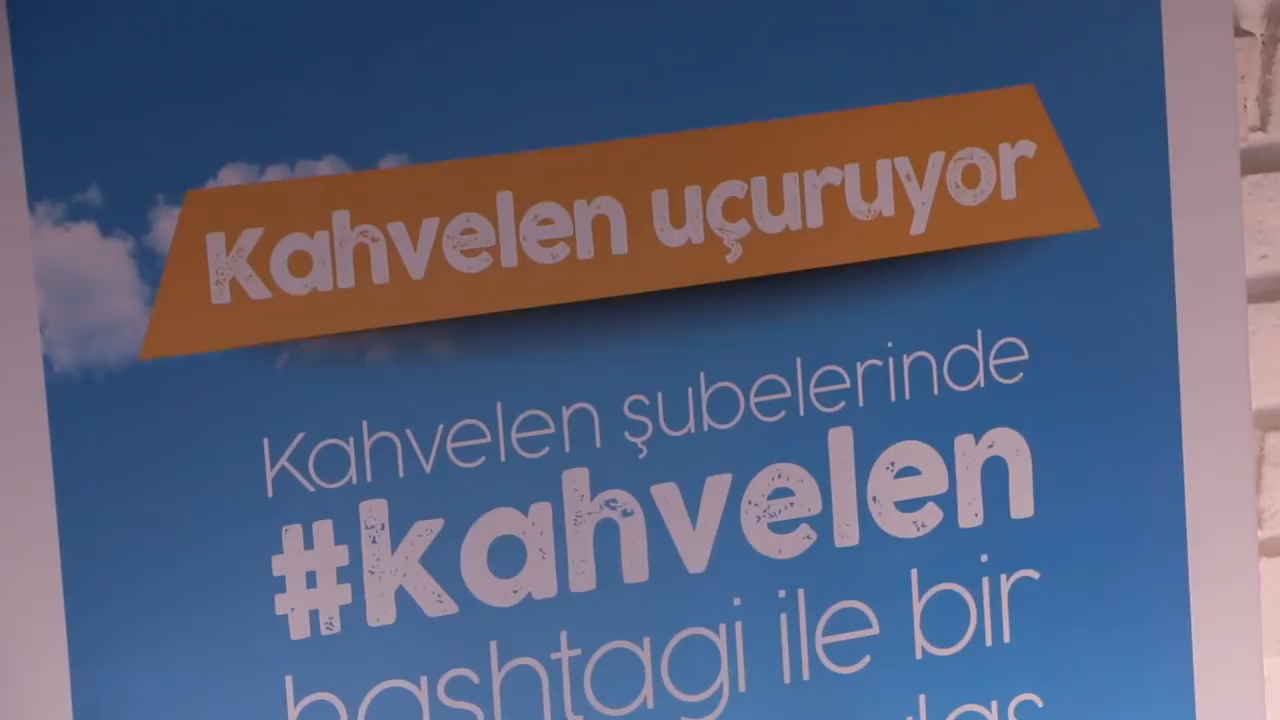 Kahvelen uçuruyor
Kahvelen şubelerinde
#kahvelen
hashtagi ile bir